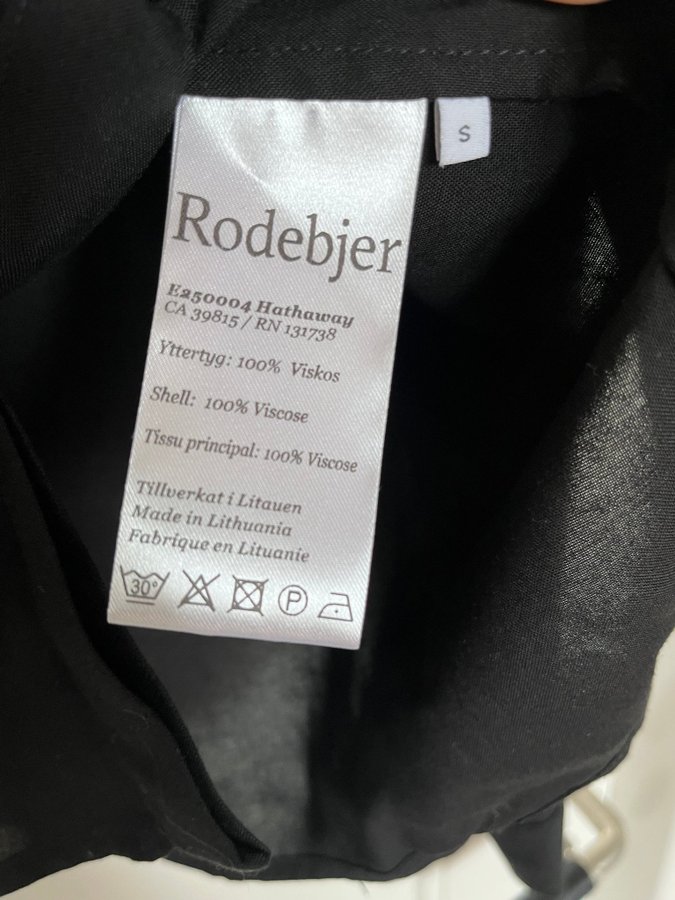 S
Rodebjer
E250004 Hathaway
CA 39815 / RN 131738
Yttertyg: 100% Viskos
Shell: 100% Viscose
Tissu principal: 100% Viscose
Tillverkat i Litauen
Made in Lithuania
Fabrique en Lituanie
30°
P